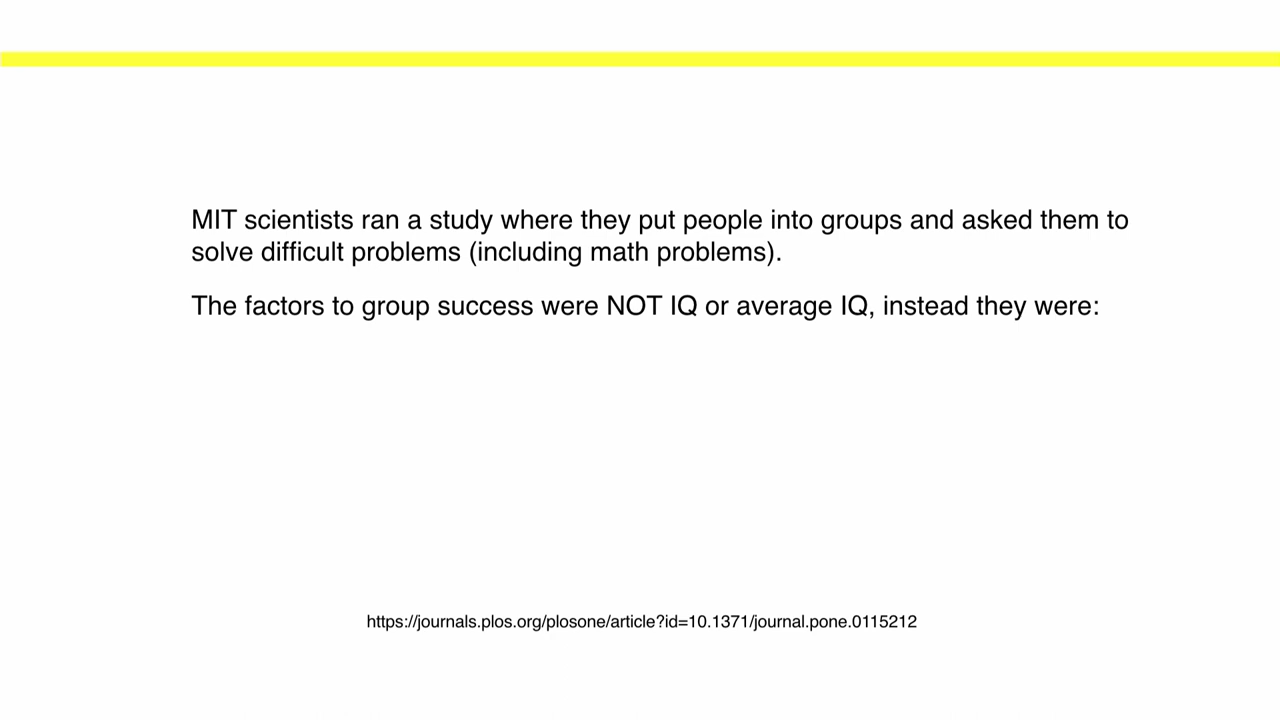 MIT scientists ran a study where they put people into groups and asked them to
solve difficult problems (including math problems).
The factors to group success were NOT IQ or average IQ, instead they were:
https://journals.plos.org/plosone/article?id=10.1371/journal.pone.0115212